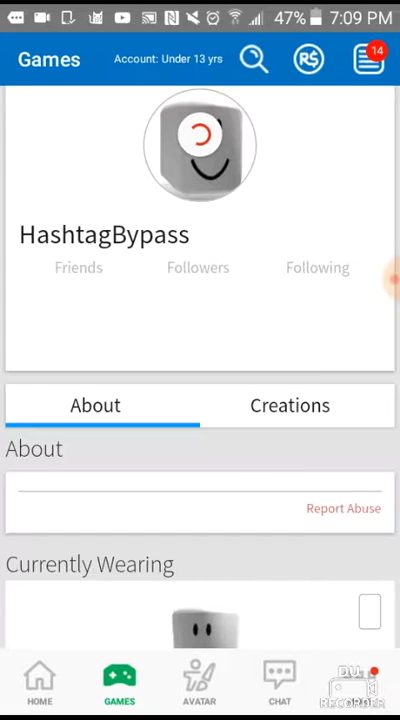 47% 7:09 PM
Games Account: Under 13 yrs R$ 14
HashtagBypass
Friends Followers Following
About Creations
About
Report Abuse
Currently Wearing
HOME GAMES AVATAR CHAT
DU
RECORDER